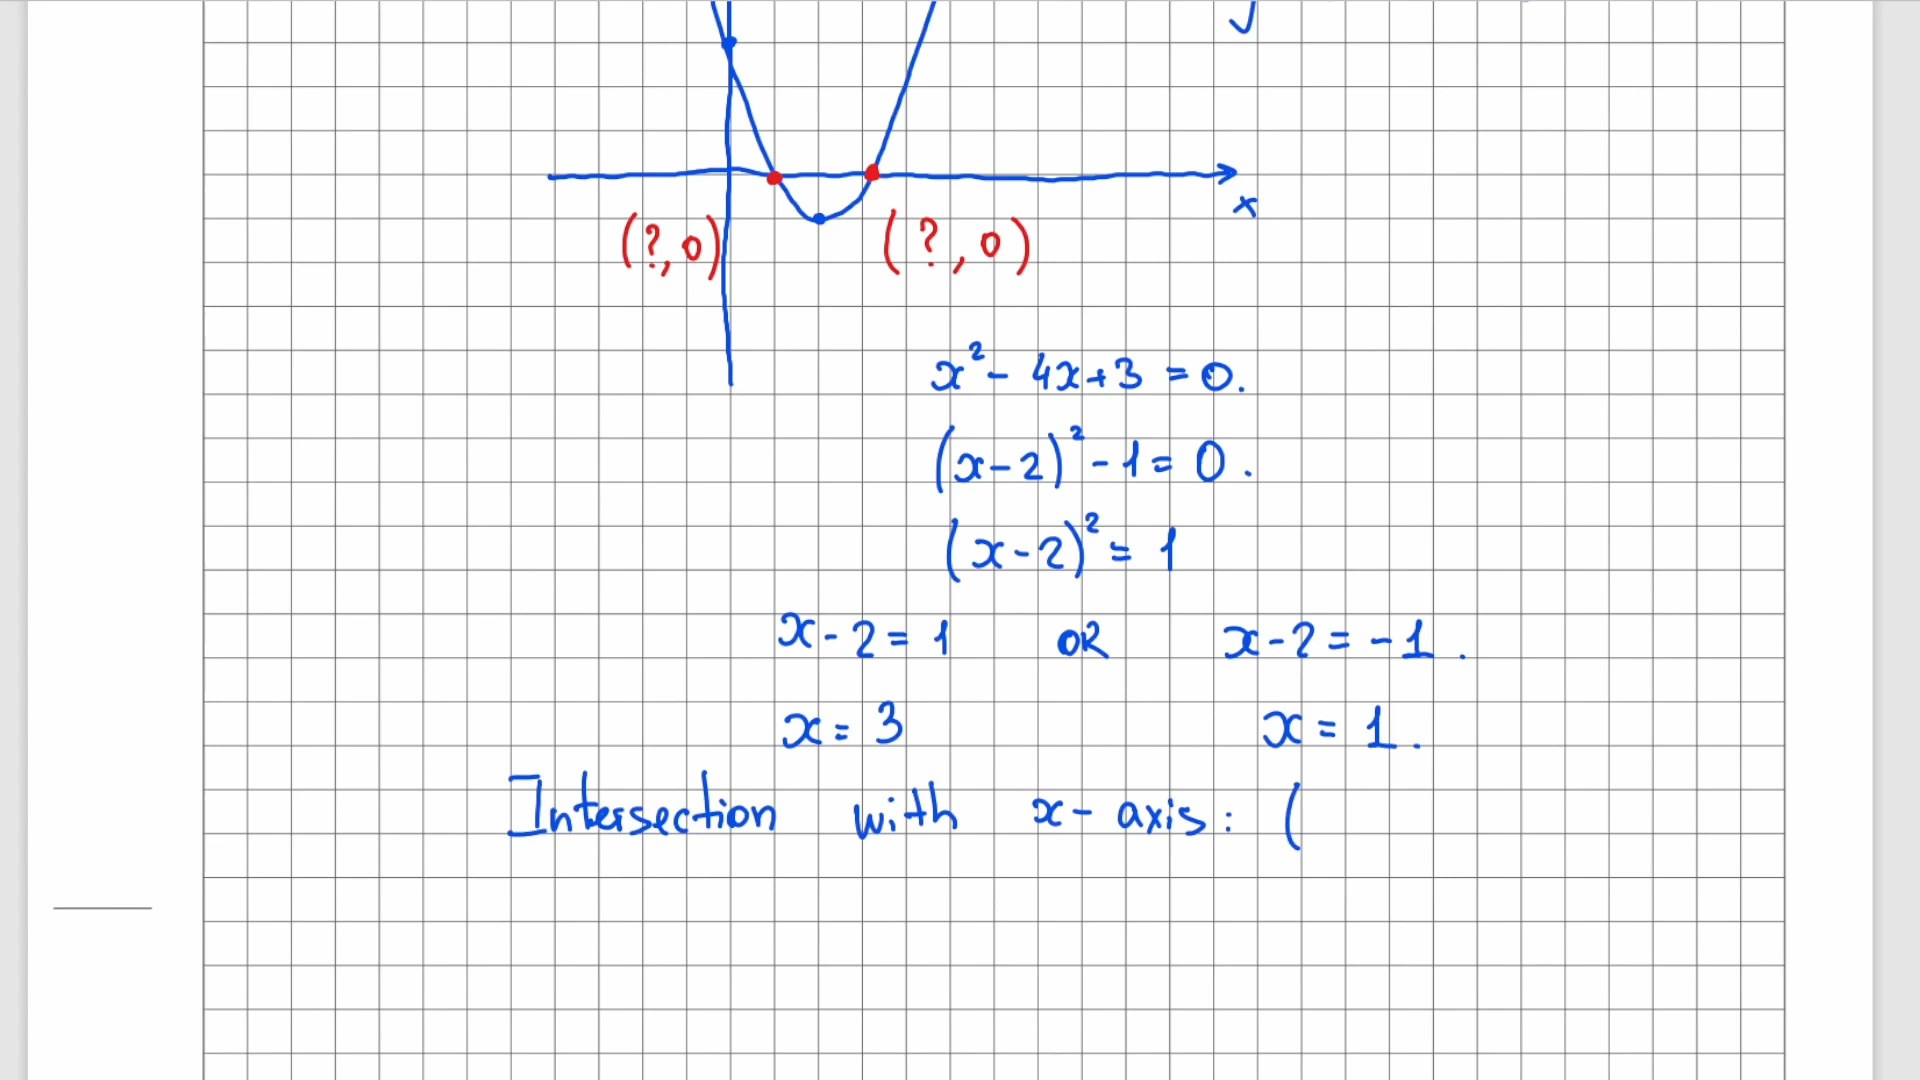 x
(?, 0) (?, 0)
x² - 4x + 3 = 0.
(x - 2)² - 1 = 0.
(x - 2)² = 1
x - 2 = 1 OR x - 2 = -1.
x = 3 x = 1.
Intersection with x-axis: (